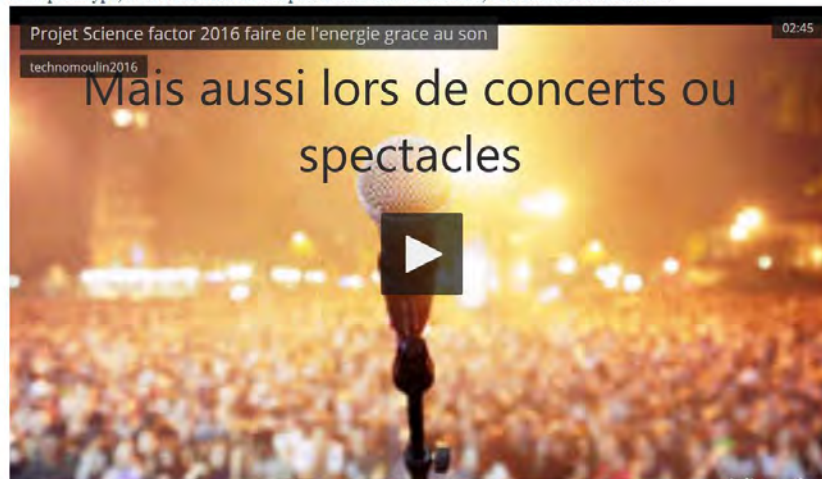 Projet Science factor 2016 faire de l'energie grace au son
02:45
technomoulin2016
Mais aussi lors de concerts ou
spectacles